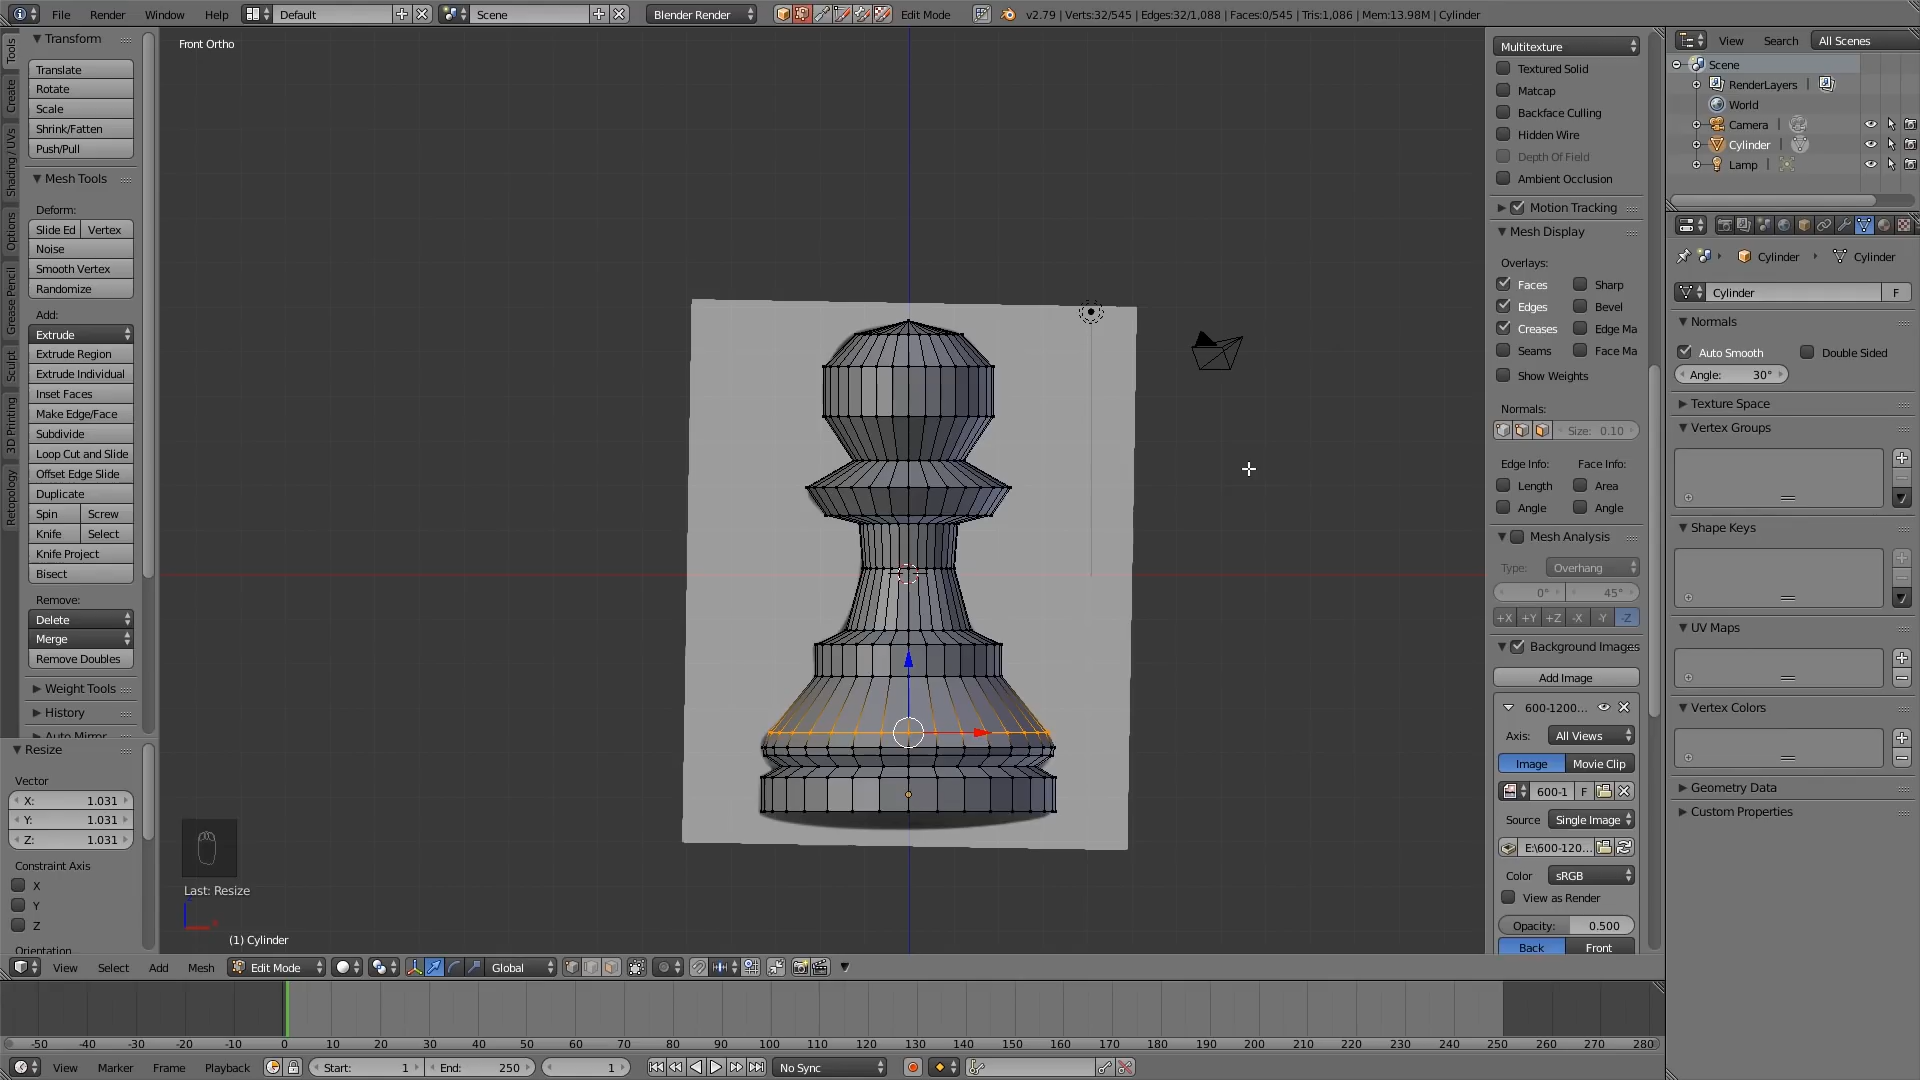 File Render Window Help Default Scene Blender Render Edit Mode v2.79 | Verts:32/545 | Edges:32/1,088 | Faces:0/545 | Tris:1,086 | Mem:13.98M | Cylinder
Tools
Create
Shading / UVs
Options
Grease Pencil
Sculpt
3D Printing
Retopology
Transform
Translate
Rotate
Scale
Shrink/Fatten
Push/Pull
Mesh Tools
Deform:
Slide Ed Vertex
Noise
Smooth Vertex
Randomize
Add:
Extrude
Extrude Region
Extrude Individual
Inset Faces
Make Edge/Face
Subdivide
Loop Cut and Slide
Offset Edge Slide
Duplicate
Spin Screw
Knife Select
Knife Project
Bisect
Remove:
Delete
Merge
Remove Doubles
Weight Tools
History
Auto Mirror
Resize
Vector
X: 1.031
Y: 1.031
Z: 1.031
Constraint Axis
X
Y
Z
Orientation
Front Ortho
Last: Resize
(1) Cylinder
Multitexture
Textured Solid
Matcap
Backface Culling
Hidden Wire
Depth Of Field
Ambient Occlusion
Motion Tracking
Mesh Display
Overlays:
Faces Sharp
Edges Bevel
Creases Edge Ma
Seams Face Ma
Show Weights
Normals:
Size: 0.10
Edge Info: Face Info:
Length Area
Angle Angle
Mesh Analysis
Type: Overhang
0° 45°
+X +Y +Z -X -Y -Z
Background Images
Add Image
600-1200...
Axis: All Views
Image Movie Clip
600-1 F
Source Single Image
E:\600-120...
Color sRGB
View as Render
Opacity: 0.500
Back Front
View Search All Scenes
Scene
RenderLayers |
World
Camera |
Cylinder |
Lamp |
Cylinder Cylinder
Cylinder F
Normals
Auto Smooth Double Sided
Angle: 30°
Texture Space
Vertex Groups
Shape Keys
UV Maps
Vertex Colors
Geometry Data
Custom Properties
View Select Add Mesh Edit Mode Global
-50 -40 -30 -20 -10 0 10 20 30 40 50 60 70 80 90 100 110 120 130 140 150 160 170 180 190 200 210 220 230 240 250 260 270 280
View Marker Frame Playback Start: 1 End: 250 1 No Sync